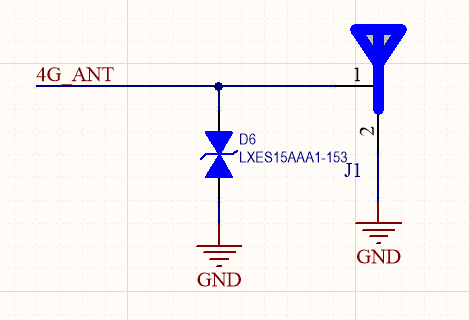 4G_ANT
1
D6
LXES15AAA1-153
2
J1
GND
GND